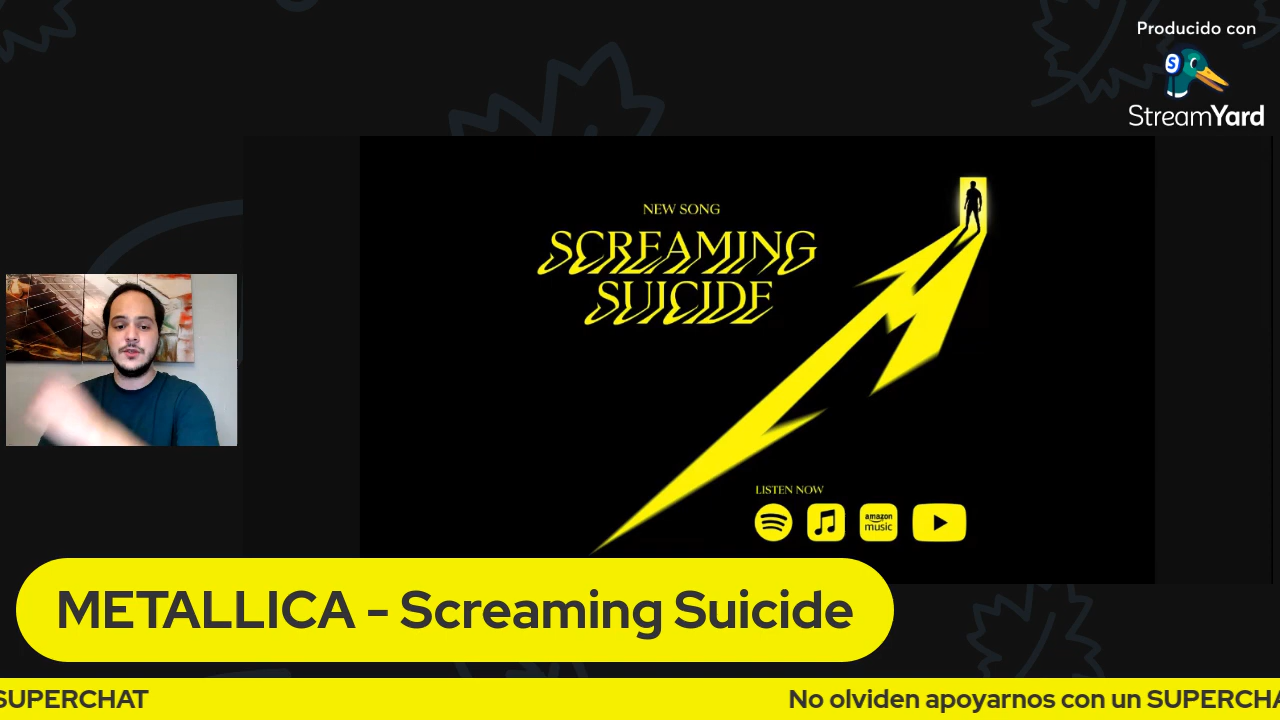 Producido con
S
StreamYard
NEW SONG
SCREAMING
SUICIDE
M
LISTEN NOW
amazon
music
METALLICA - Screaming Suicide
SUPERCHAT
No olviden apoyarnos con un SUPERCHA